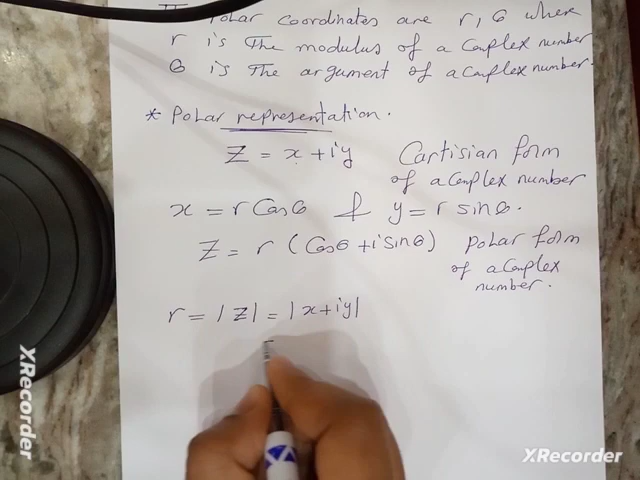 Polar coordinates are r, θ where
r is The modulus of a Complex number
θ is The argument of a Complex number.
* Polar representation.
Z = x + iy Cartisian form
of a Complex number
x = r Cosθ & y = r sinθ.
Z = r (Cosθ + i Sinθ) polar form
of a Complex
number.
r = |Z| = |x + iy|
XRecorder
XRecorder